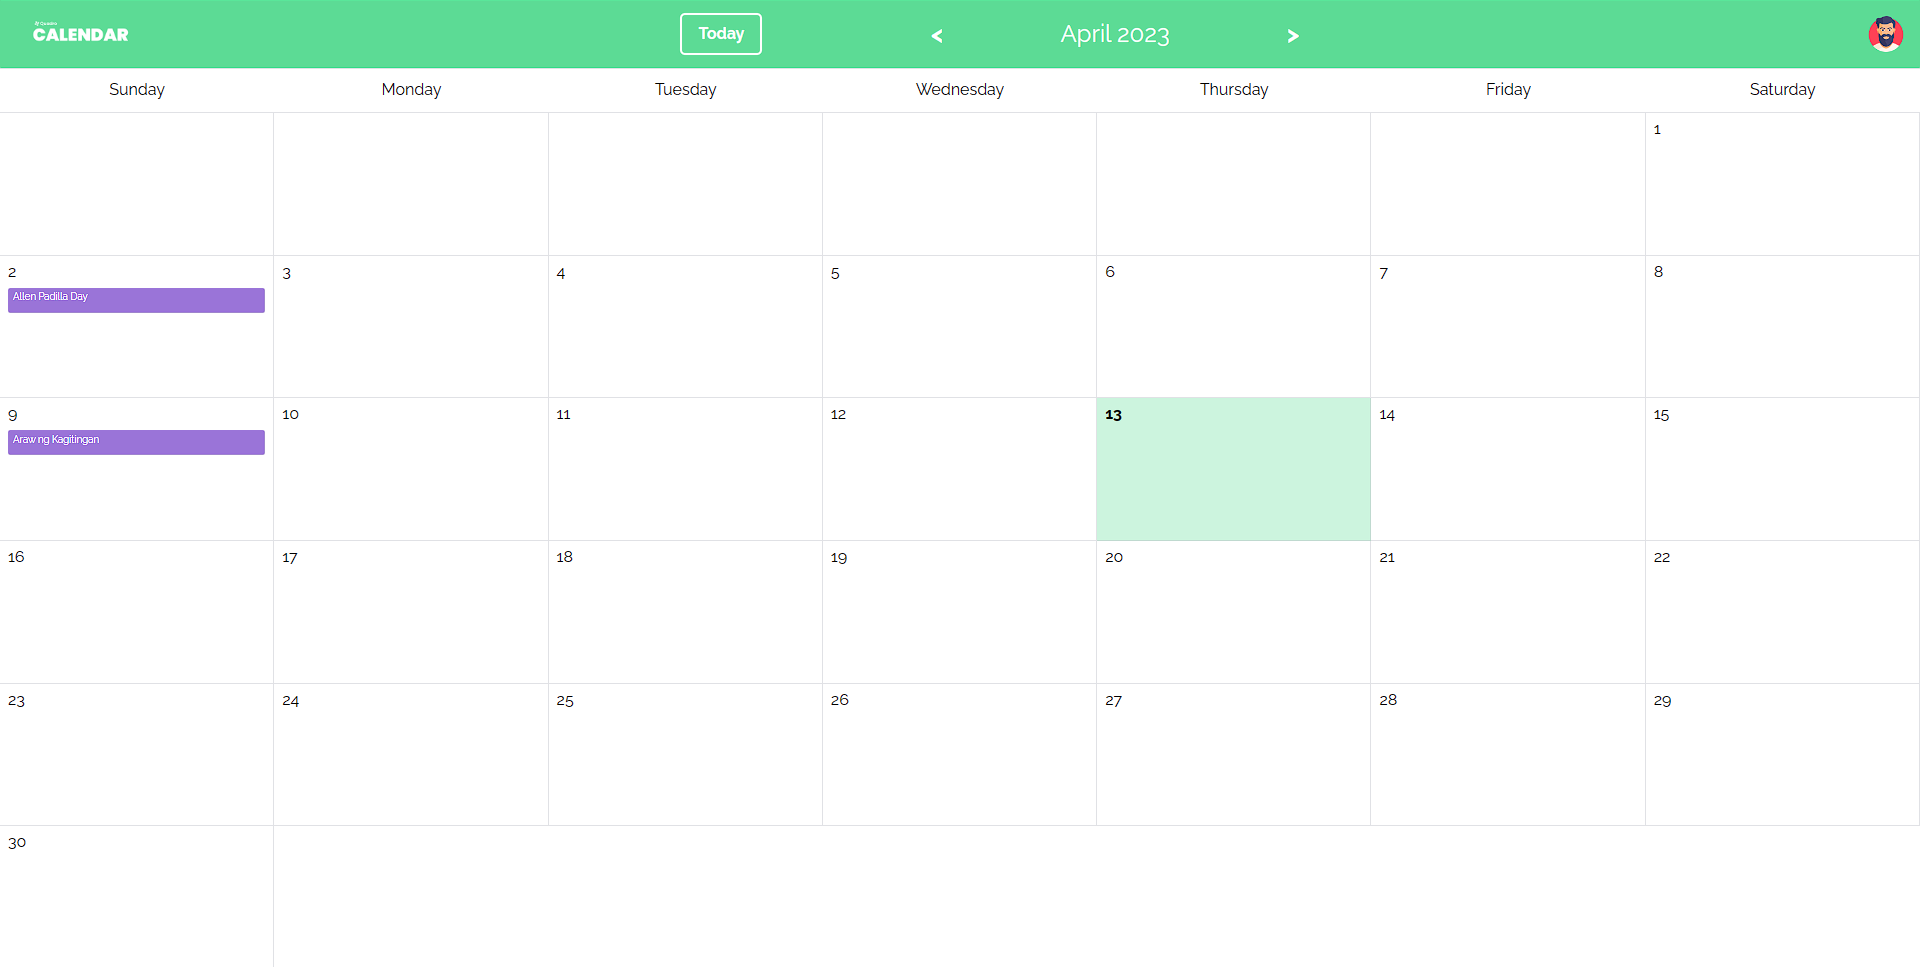 Quadro
CALENDAR
Today
<
April 2023
>
Sunday Monday Tuesday Wednesday Thursday Friday Saturday
1
2 3 4 5 6 7 8
Allen Padilla Day
9 10 11 12 13 14 15
Araw ng Kagitingan
16 17 18 19 20 21 22
23 24 25 26 27 28 29
30